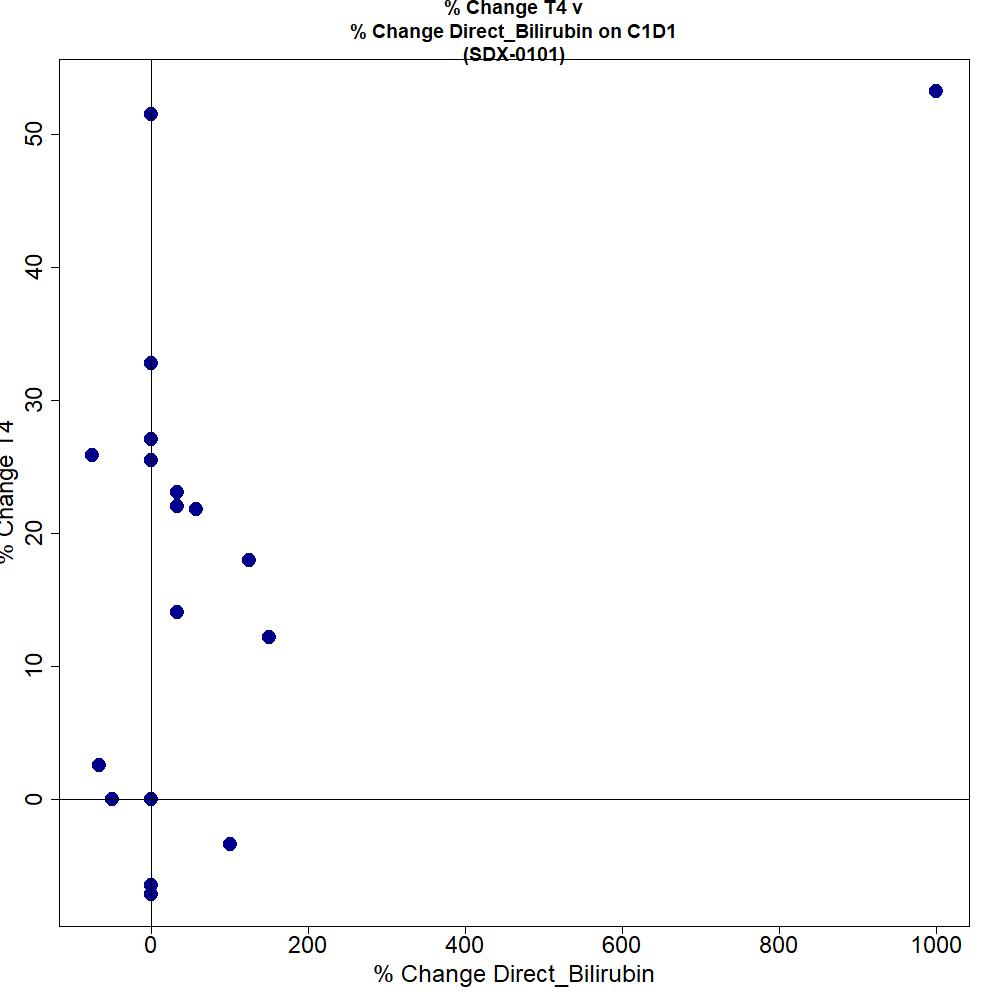 % Change T4 v
% Change Direct_Bilirubin on C1D1
(SDX-0101)
% Change T4
50
40
30
20
10
0
0 200 400 600 800 1000
% Change Direct_Bilirubin